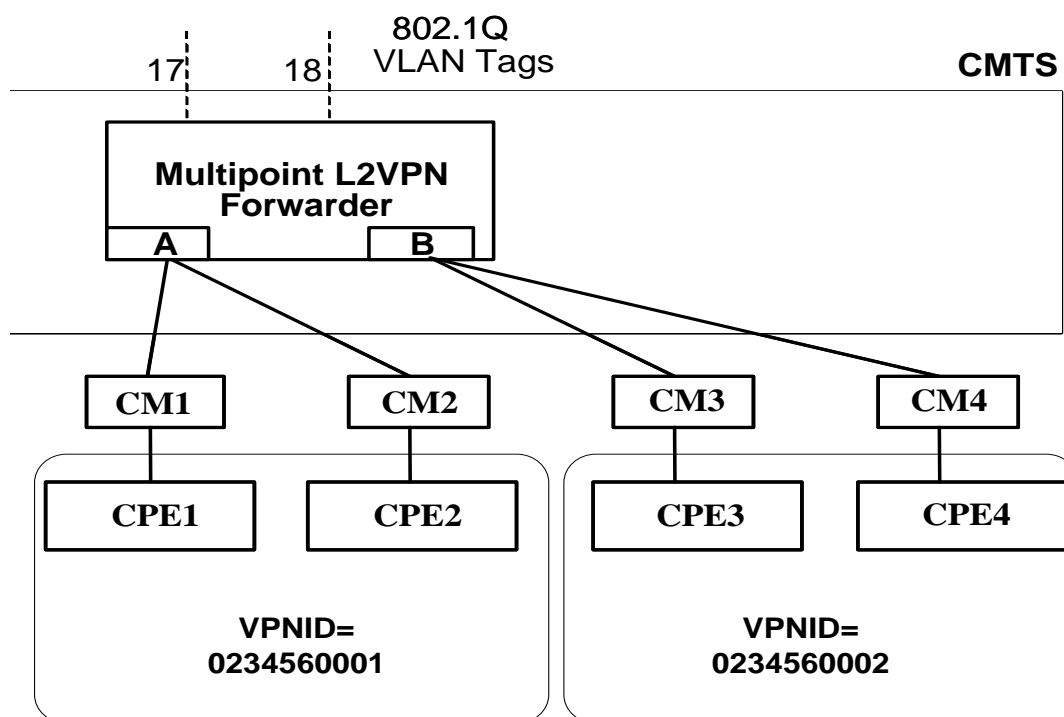 802.1Q
VLAN Tags
17
18
CMTS
Multipoint L2VPN
Forwarder
A
B
CM1
CM2
CM3
CM4
CPE1
CPE2
CPE3
CPE4
VPNID=
0234560001
VPNID=
0234560002